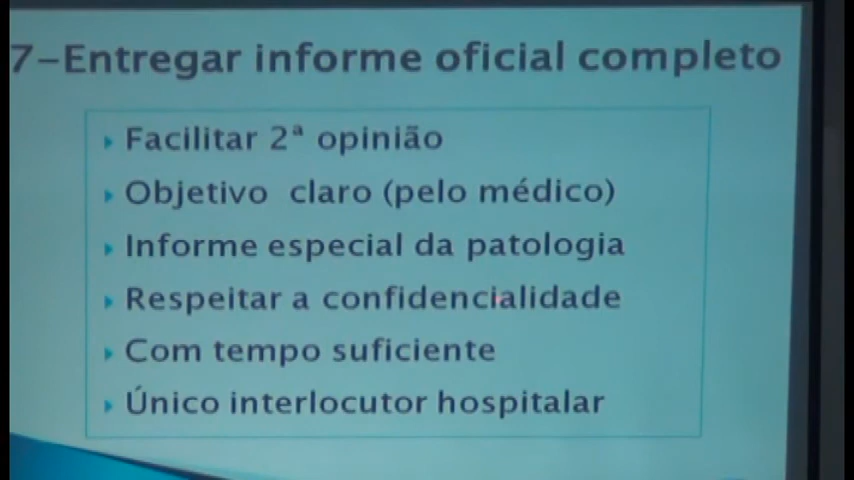 7-Entregar informe oficial completo
Facilitar 2ª opinião
Objetivo claro (pelo médico)
Informe especial da patologia
Respeitar a confidencialidade
Com tempo suficiente
Único interlocutor hospitalar